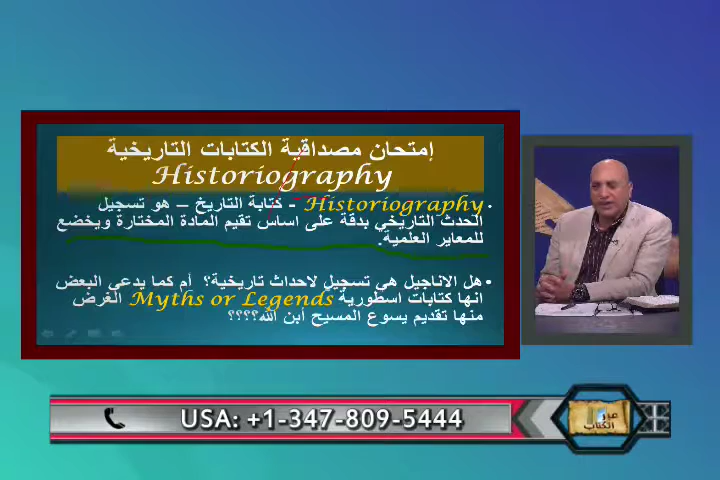 إمتحان مصداقية الكتابات التاريخية
Historiography
• Historiography - كتابة التاريخ – هو تسجيل
الحدث التاريخي بدقة على اساس تقيم المادة المختارة ويخضع
للمعاير العلمية.
• هل الاناجيل هي تسجيل لاحداث تاريخية؟ أم كما يدعى البعض
انها كتابات اسطورية Myths or Legends الغرض
منها تقديم يسوع المسيح أبن الله؟؟؟؟
USA: +1-347-809-5444
عبر
الكتاب